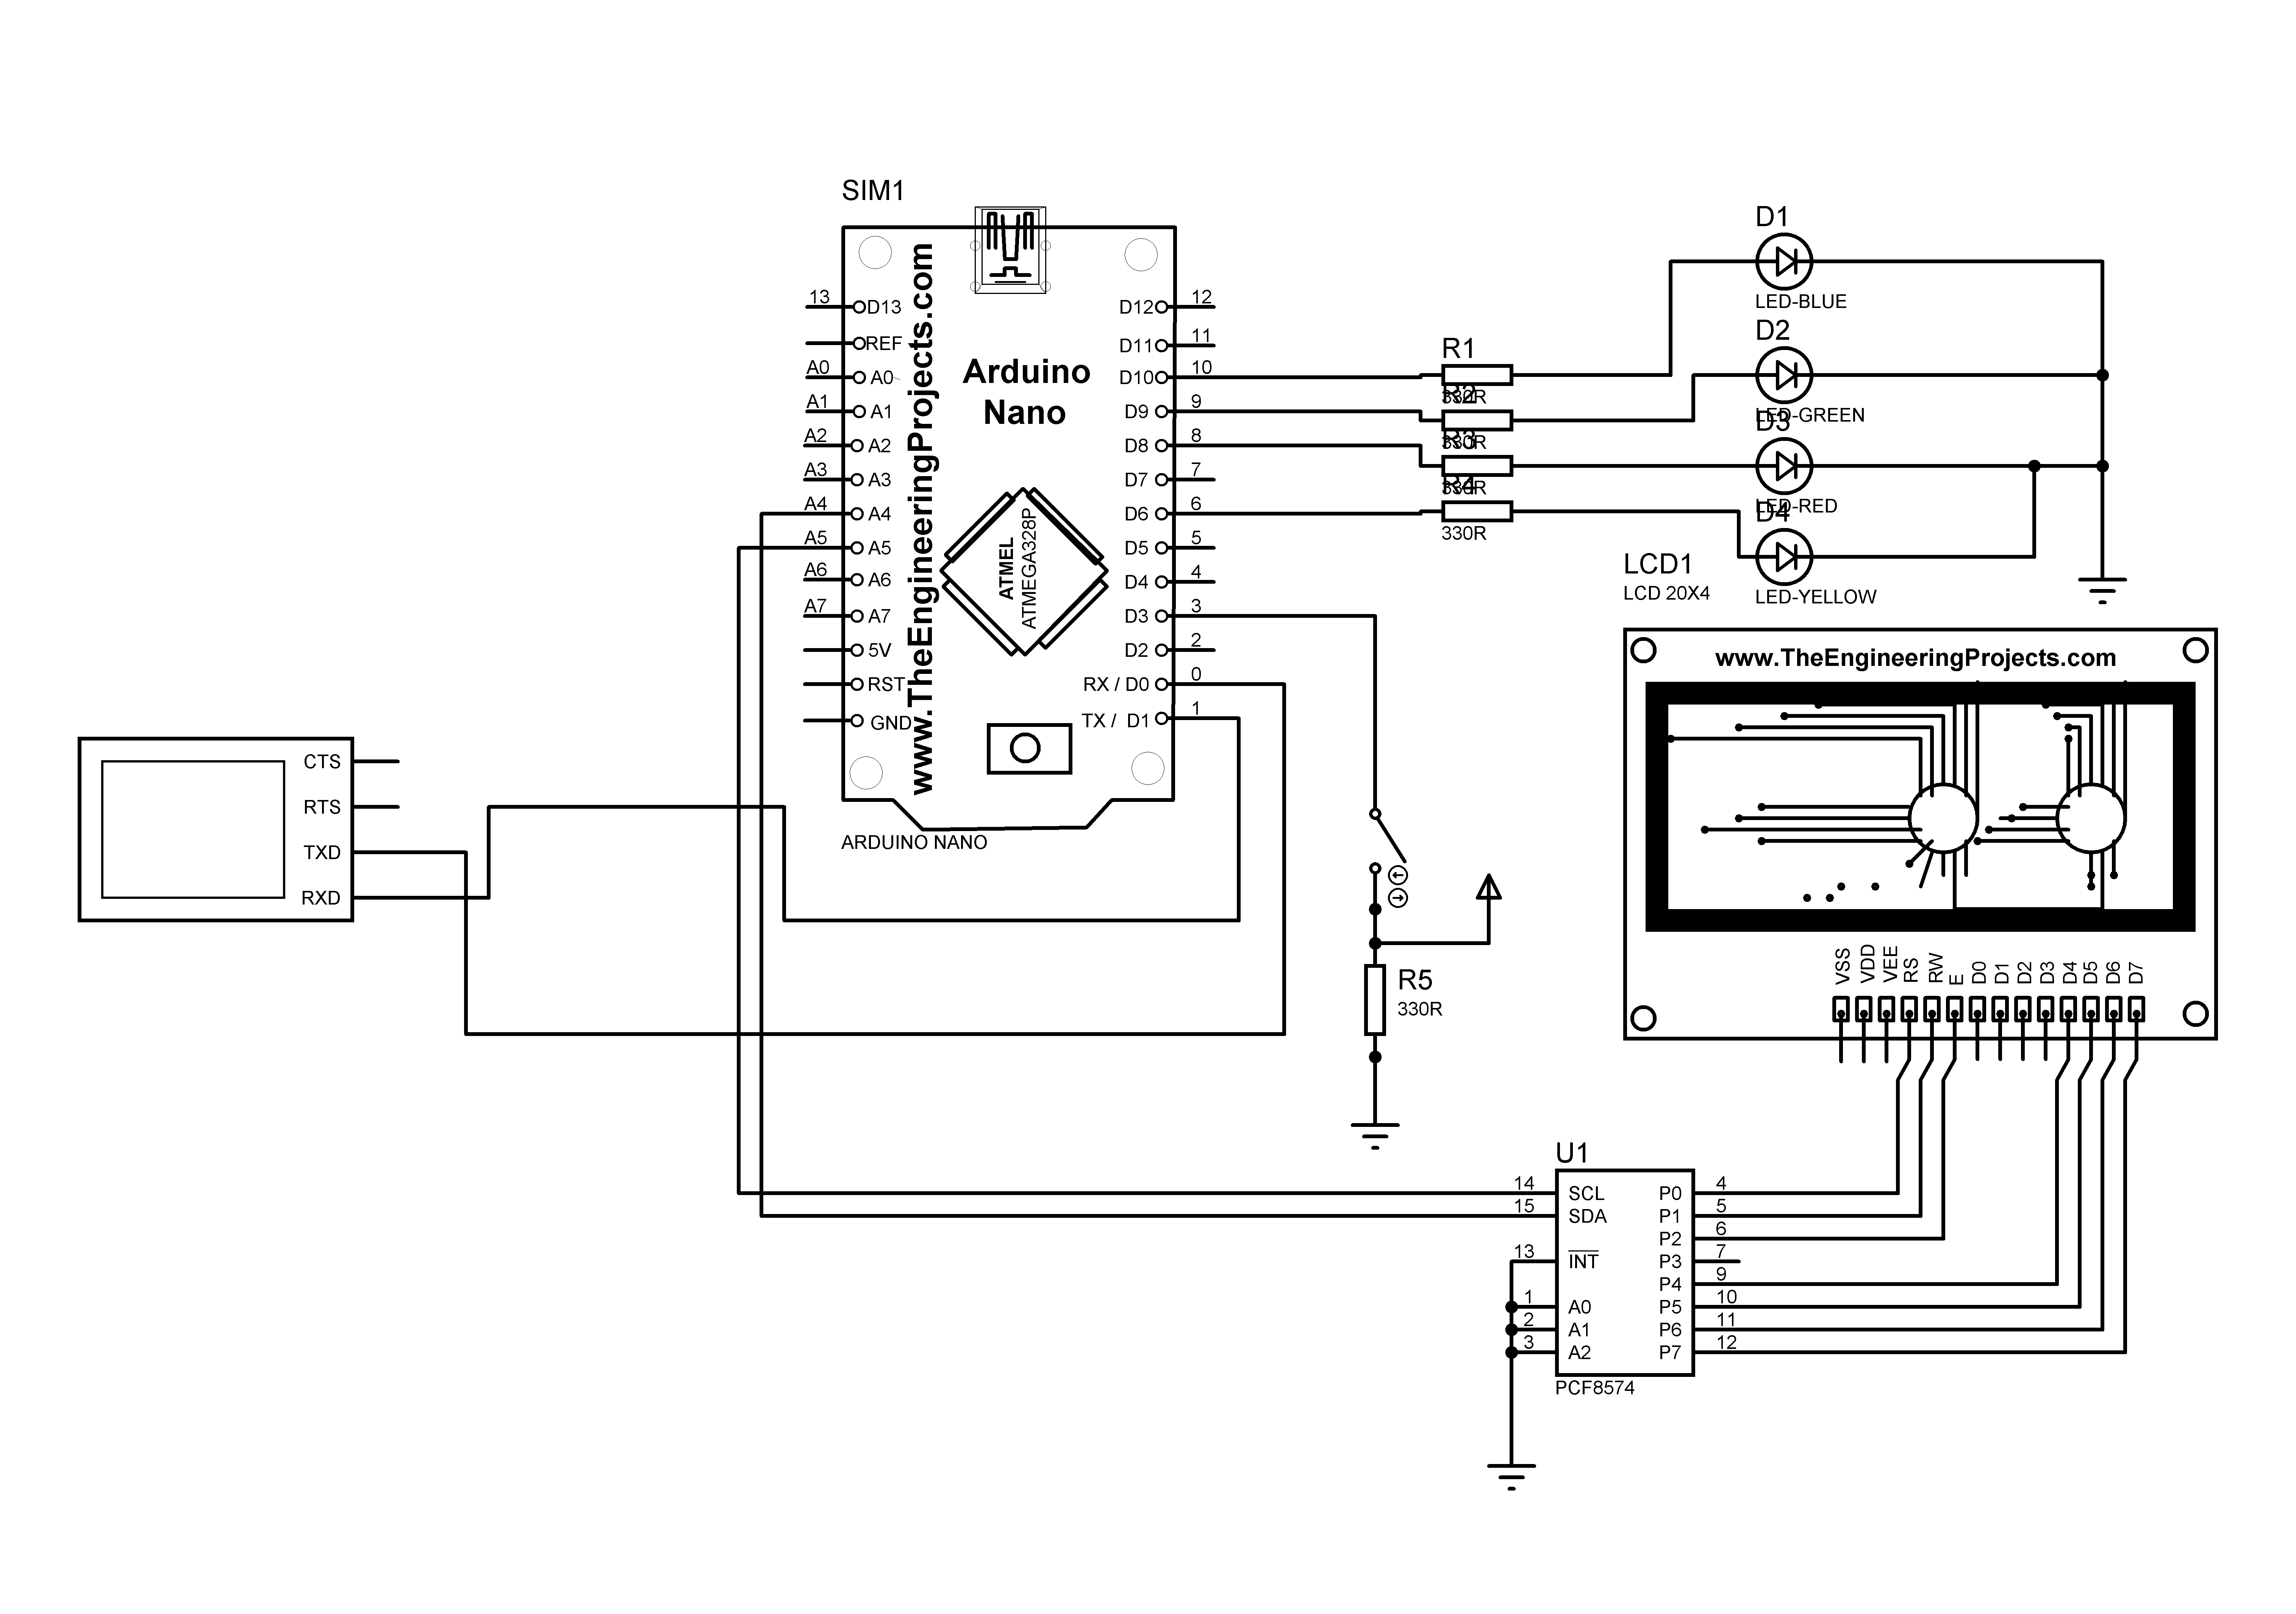 SIM1
www.TheEngineeringProjects.com
Arduino
Nano
ATMEL
ATMEGA328P
13 D13
REF
A0 A0
A1 A1
A2 A2
A3 A3
A4 A4
A5 A5
A6 A6
A7 A7
5V
RST
GND
D12 12
D11 11
D10 10
D9 9
D8 8
D7 7
D6 6
D5 5
D4 4
D3 3
D2 2
RX / D0 0
TX / D1 1
ARDUINO NANO
CTS
RTS
TXD
RXD
R1
330R
R2
330R
R3
330R
R4
330R
D1
LED-BLUE
D2
LED-GREEN
D3
LED-RED
D4
LED-YELLOW
LCD1
LCD 20X4
www.TheEngineeringProjects.com
VSS VDD VEE RS RW E D0 D1 D2 D3 D4 D5 D6 D7
R5
330R
U1
14 SCL P0 4
15 SDA P1 5
P2 6
13 INT P3 7
P4 9
1 A0 P5 10
2 A1 P6 11
3 A2 P7 12
PCF8574